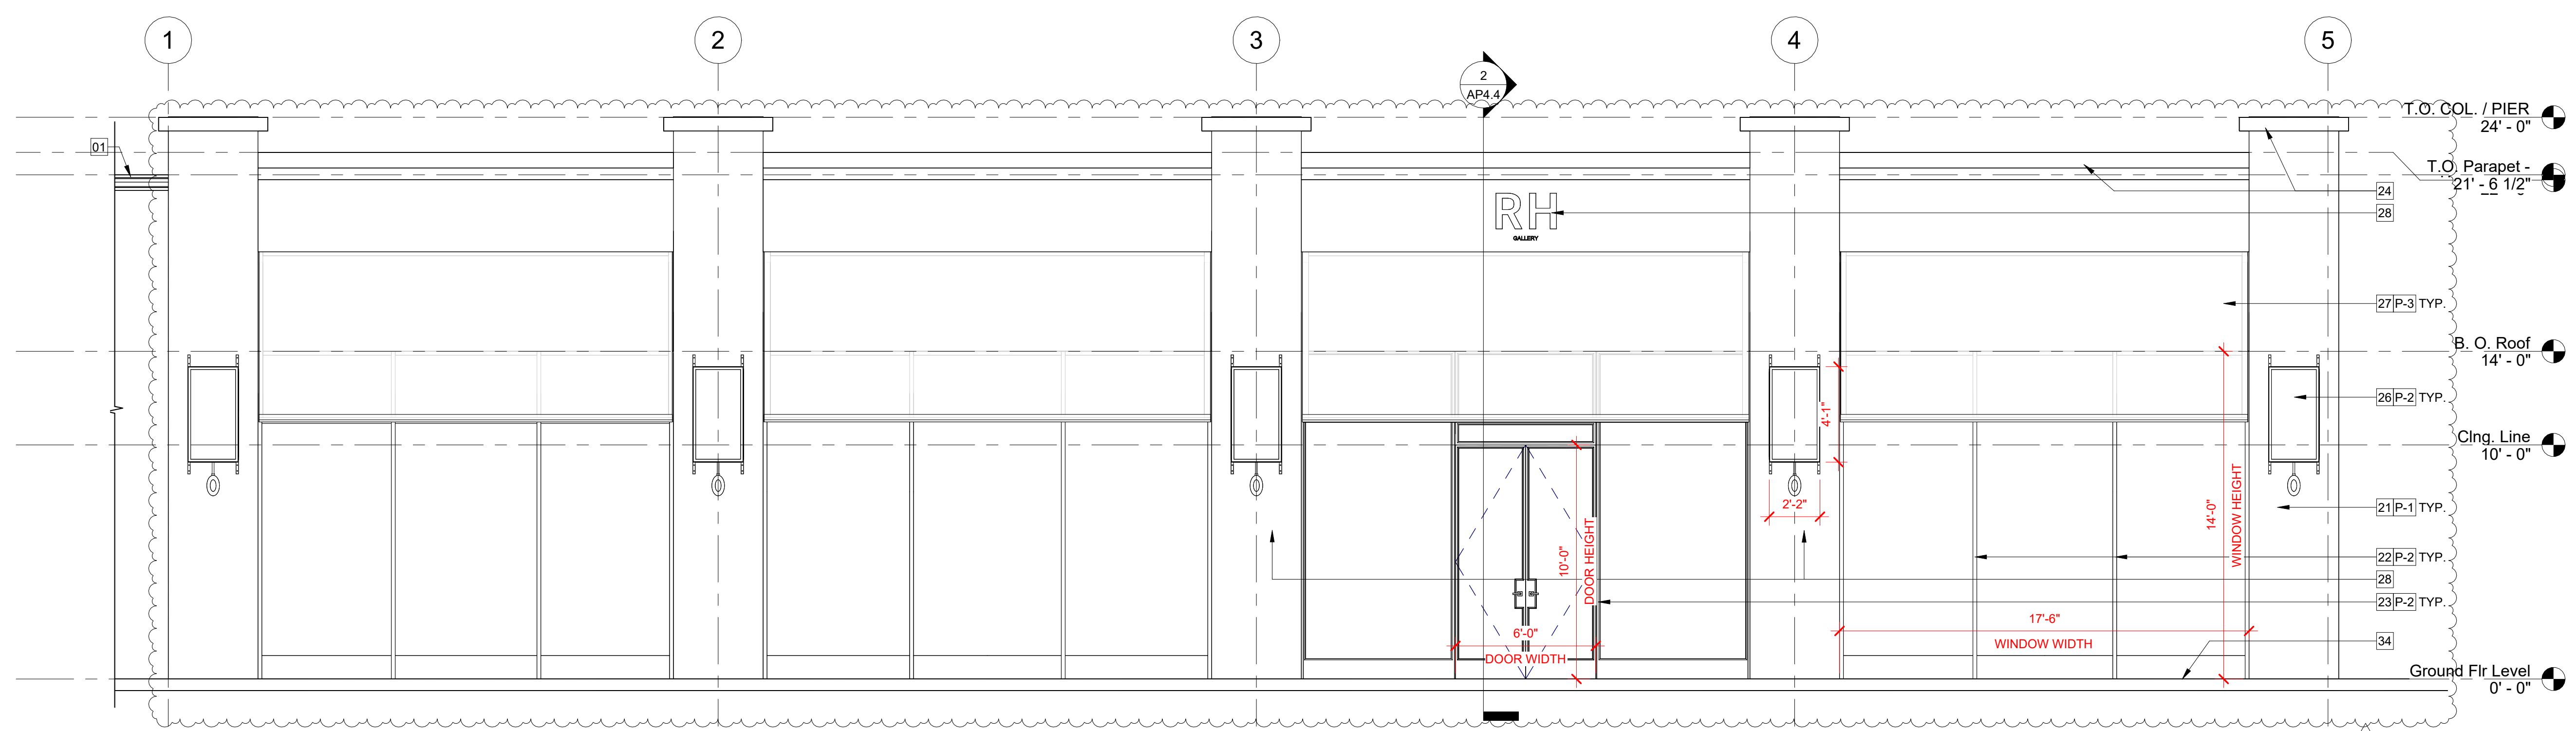 1
2
3
4
5
2
AP4.4
T.O. COL. / PIER
24' - 0"
01
T.O. Parapet -
21' - 6 1/2"
24
RH
GALLERY
28
27 P-3 TYP.
B. O. Roof
14' - 0"
26 P-2 TYP.
4'-1"
Clng. Line
10' - 0"
2'-2"
21 P-1 TYP.
14'-0"
WINDOW HEIGHT
10'-0"
DOOR HEIGHT
22 P-2 TYP.
28
23 P-2 TYP.
17'-6"
WINDOW WIDTH
6'-0"
DOOR WIDTH
34
Ground Flr Level
0' - 0"